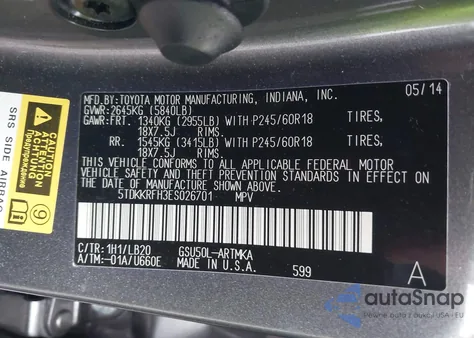 MFD.BY:TOYOTA MOTOR MANUFACTURING, INDIANA, INC. 05/14
GVWR:2645KG (5840LB)
GAWR:FRT. 1340KG (2955LB) WITH P245/60R18 TIRES,
18X7.5J RIMS.
RR. 1545KG (3415LB) WITH P245/60R18 TIRES,
18X7.5J RIMS.
THIS VEHICLE CONFORMS TO ALL APPLICABLE FEDERAL MOTOR
VEHICLE SAFETY AND THEFT PREVENTION STANDARDS IN EFFECT
ON THE DATE OF MANUFACTURE SHOWN ABOVE.
5TDKKRFH3ES026701 MPV
C/TR:1H1/LB20 GSU50L-ARTMKA
A/TM:-01A/U660E MADE IN U.S.A. 599 A
SRS SIDE AIRBAG
9
autoSnap